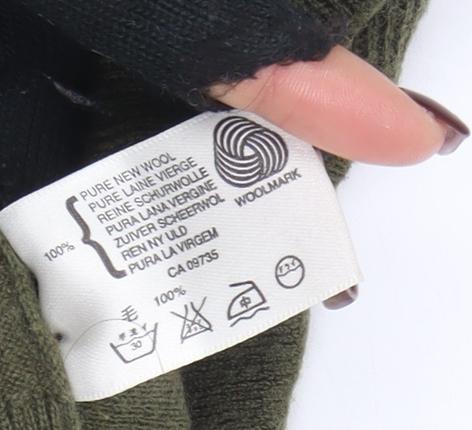 WOOLMARK
100%
PURE NEW WOOL
PURE LAINE VIERGE
REINE SCHURWOLLE
PURA LANA VERGINE
ZUIVER SCHEERWOL
REN NY ULD
PURA LA VIRGEM
CA 09735
毛 100%
30
中